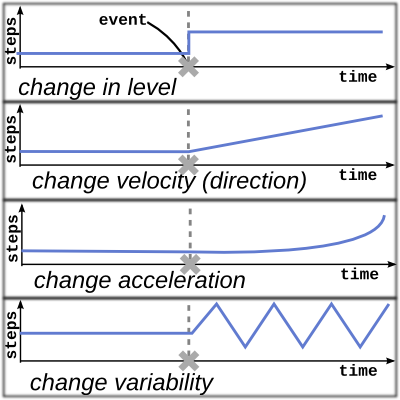 event
steps
time
change in level
steps
time
change velocity (direction)
steps
time
change acceleration
steps
time
change variability